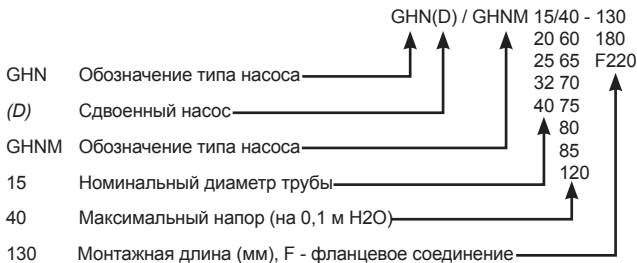 GHN(D) / GHNM 15/40 - 130
20 60 180
25 65 F220
GHN Обозначение типа насоса
32 70
(D) Сдвоенный насос
40 75
80
GHNM Обозначение типа насоса
85
120
15 Номинальный диаметр трубы
40 Максимальный напор (на 0,1 м H2O)
130 Монтажная длина (мм), F - фланцевое соединение